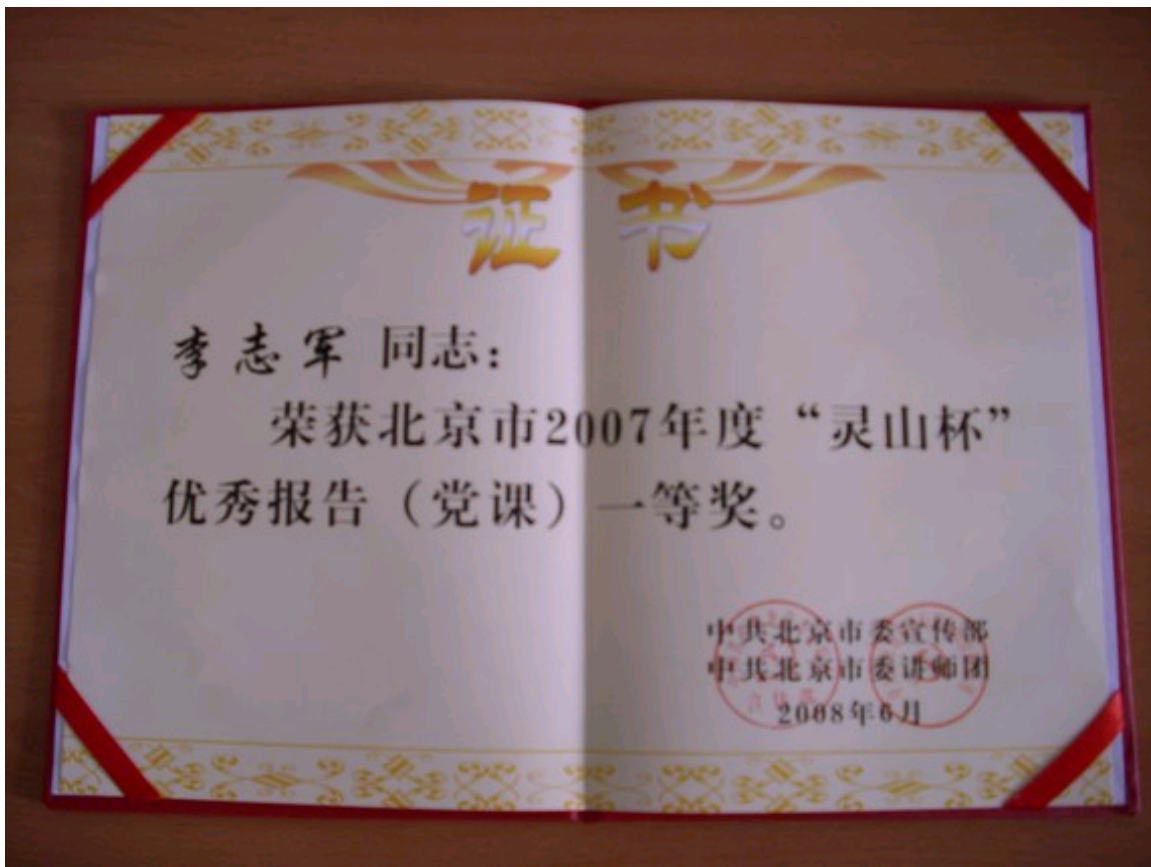 证书
李志军 同志：
荣获北京市2007年度“灵山杯”
优秀报告（党课）一等奖。
中共北京市委宣传部
中共北京市委讲师团
2008年6月